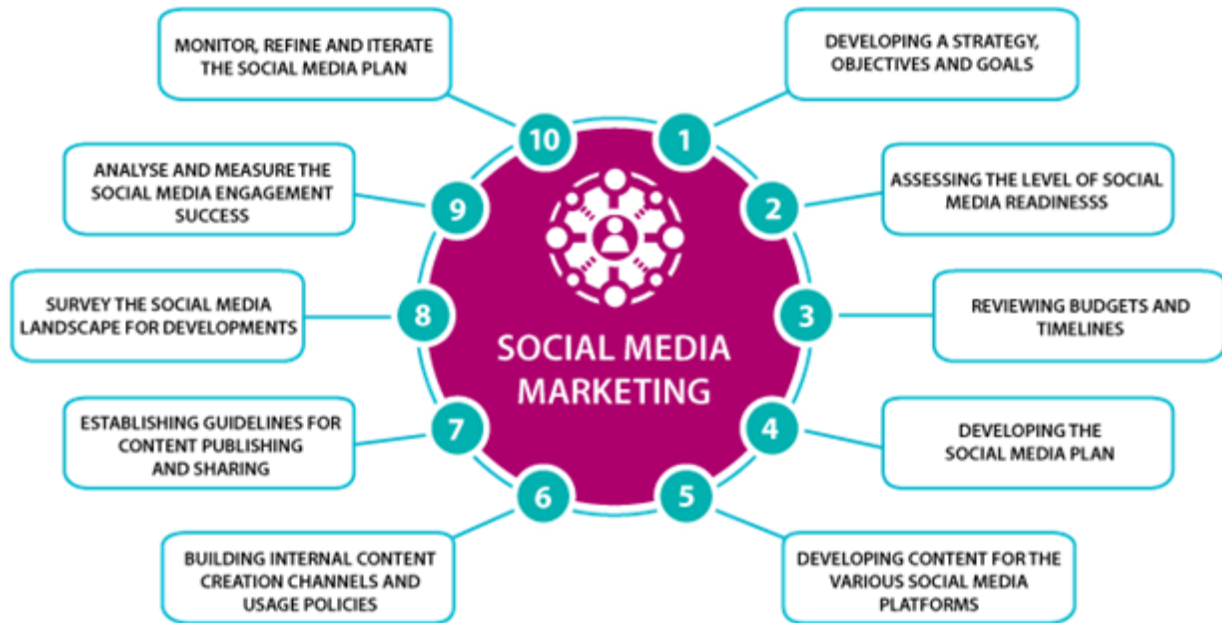 SOCIAL MEDIA
MARKETING
1
DEVELOPING A STRATEGY,
OBJECTIVES AND GOALS
2
ASSESSING THE LEVEL OF SOCIAL
MEDIA READINESSS
3
REVIEWING BUDGETS AND
TIMELINES
4
DEVELOPING THE
SOCIAL MEDIA PLAN
5
DEVELOPING CONTENT FOR THE
VARIOUS SOCIAL MEDIA
PLATFORMS
6
BUILDING INTERNAL CONTENT
CREATION CHANNELS AND
USAGE POLICIES
7
ESTABLISHING GUIDELINES FOR
CONTENT PUBLISHING
AND SHARING
8
SURVEY THE SOCIAL MEDIA
LANDSCAPE FOR DEVELOPMENTS
9
ANALYSE AND MEASURE THE
SOCIAL MEDIA ENGAGEMENT
SUCCESS
10
MONITOR, REFINE AND ITERATE
THE SOCIAL MEDIA PLAN